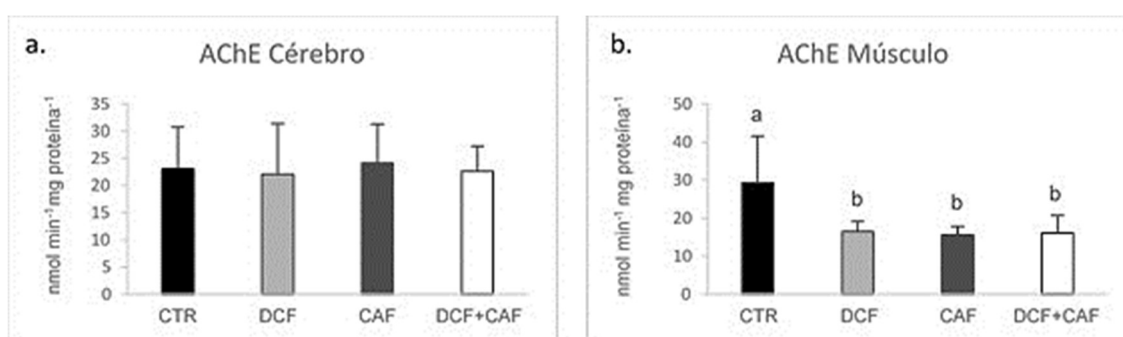 a.
AChE Cérebro
nmol min⁻¹ mg proteína⁻¹
35
30
25
20
15
10
5
0
CTR DCF CAF DCF+CAF
b.
AChE Músculo
nmol min⁻¹ mg proteína⁻¹
50
40
30
20
10
0
a
b
b
b
CTR DCF CAF DCF+CAF